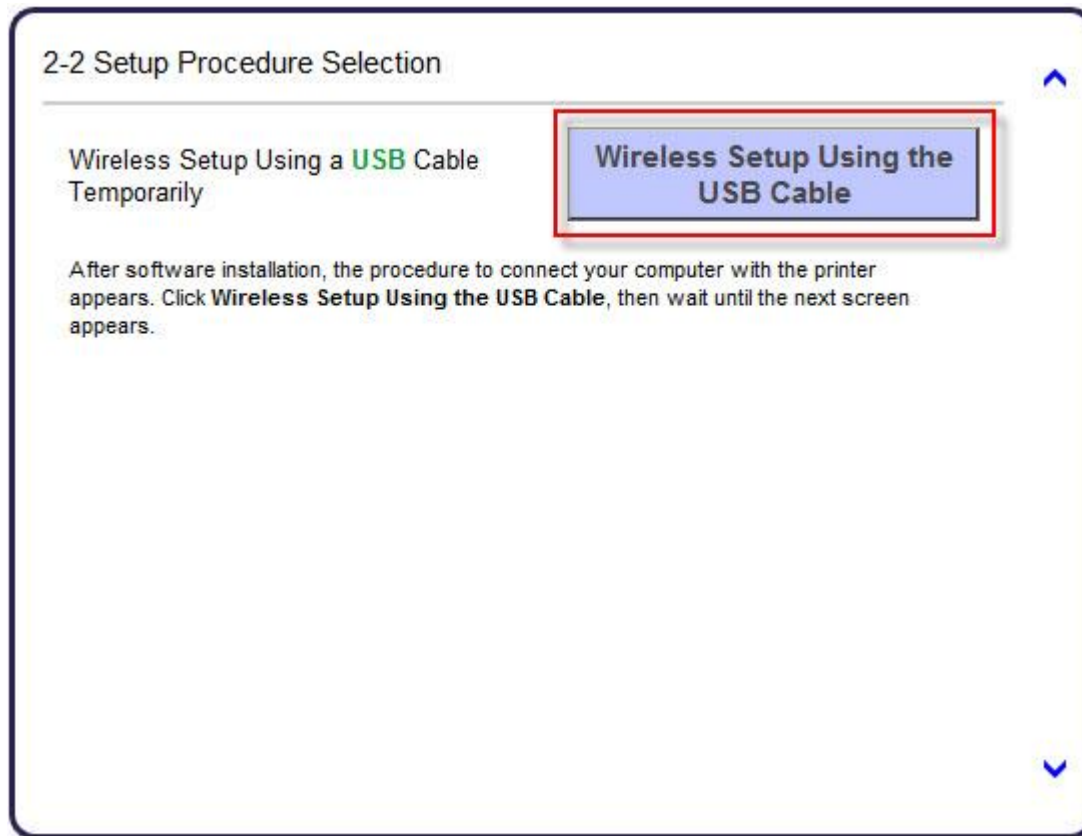 2-2 Setup Procedure Selection
Wireless Setup Using a USB Cable
Temporarily
Wireless Setup Using the
USB Cable
After software installation, the procedure to connect your computer with the printer
appears. Click Wireless Setup Using the USB Cable, then wait until the next screen
appears.